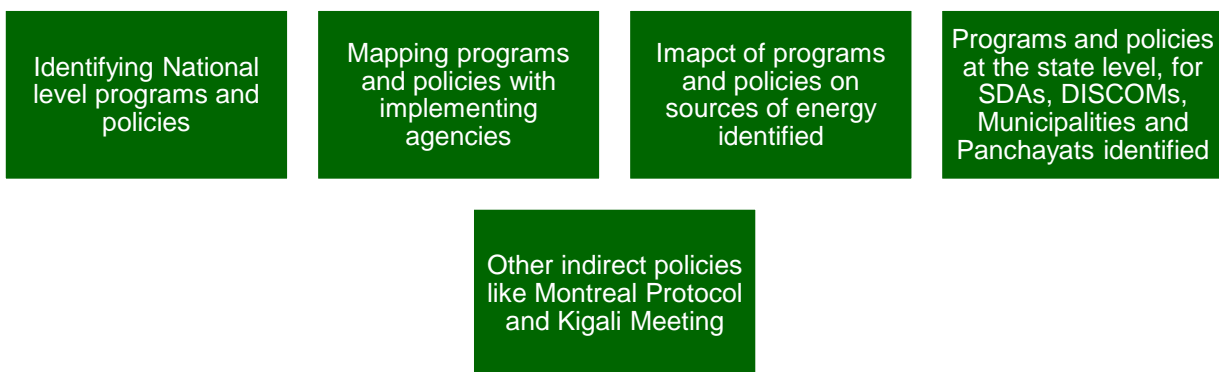 Identifying National
level programs and
policies
Mapping programs
and policies with
implementing
agencies
Imapct of programs
and policies on
sources of energy
identified
Programs and policies
at the state level, for
SDAs, DISCOMs,
Municipalities and
Panchayats identified
Other indirect policies
like Montreal Protocol
and Kigali Meeting